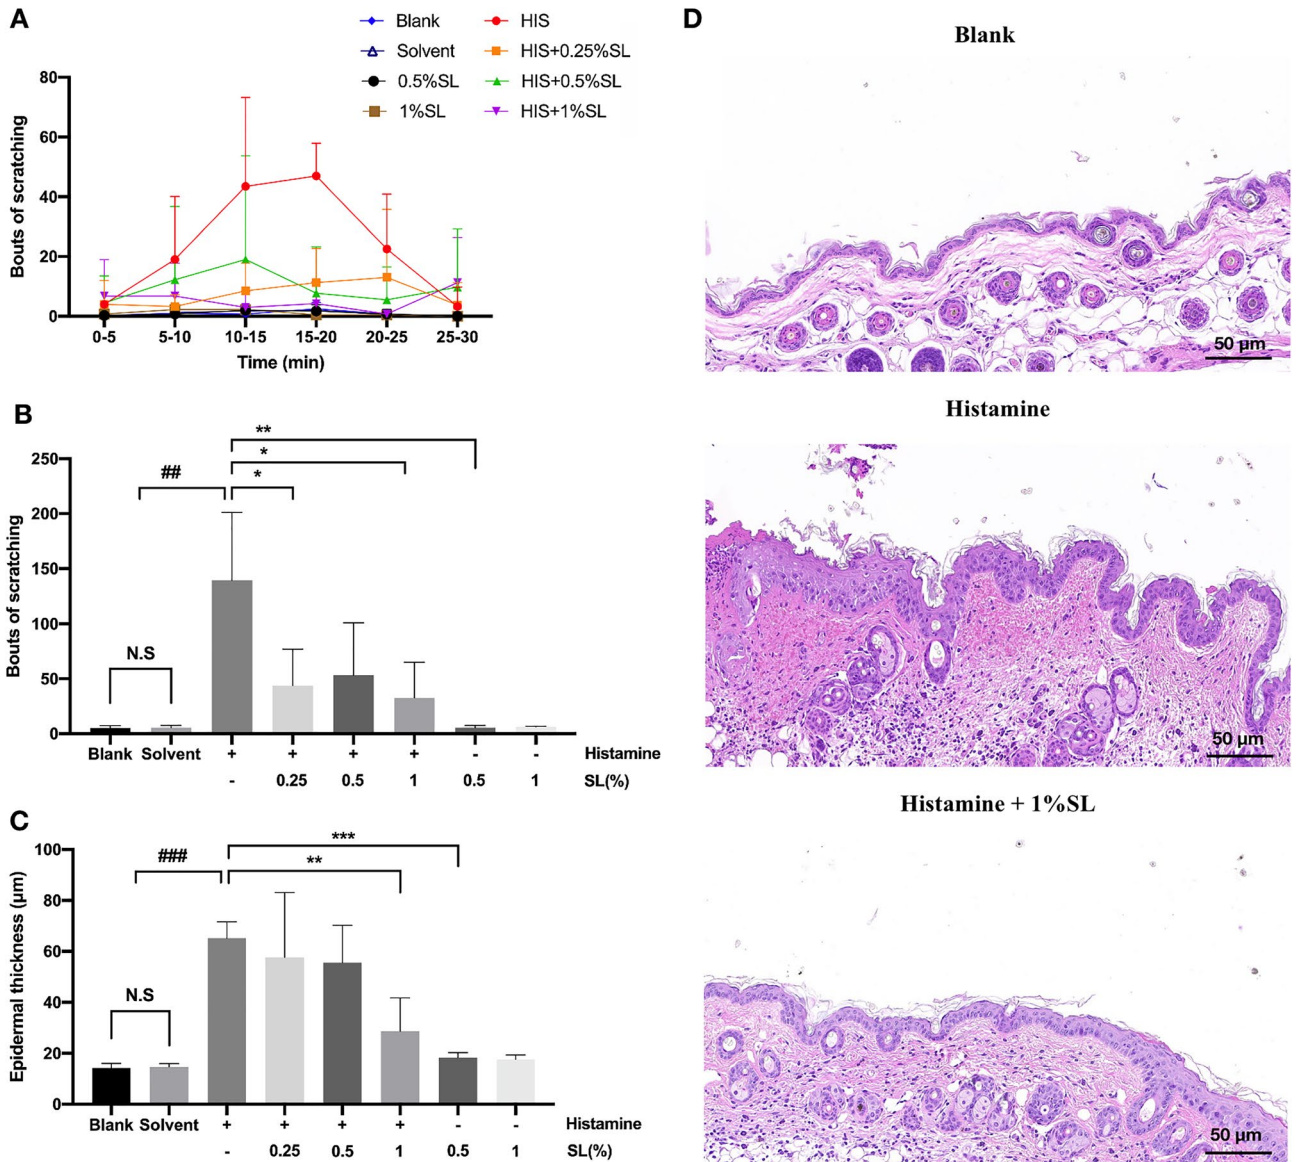 A
Blank
HIS
Solvent
HIS+0.25%SL
0.5%SL
HIS+0.5%SL
1%SL
HIS+1%SL
80
60
40
20
0
Bouts of scratching
0-5 5-10 10-15 15-20 20-25 25-30
Time (min)
B
**
*
## *
250
200
150
100
50
0
Bouts of scratching
N.S
Blank Solvent + + + + - - Histamine
- 0.25 0.5 1 0.5 1 SL(%)
C
***
### **
100
80
60
40
20
0
Epidermal thickness (μm)
N.S
Blank Solvent + + + + - - Histamine
- 0.25 0.5 1 0.5 1 SL(%)
D
Blank
50 μm
Histamine
50 μm
Histamine + 1%SL
50 μm